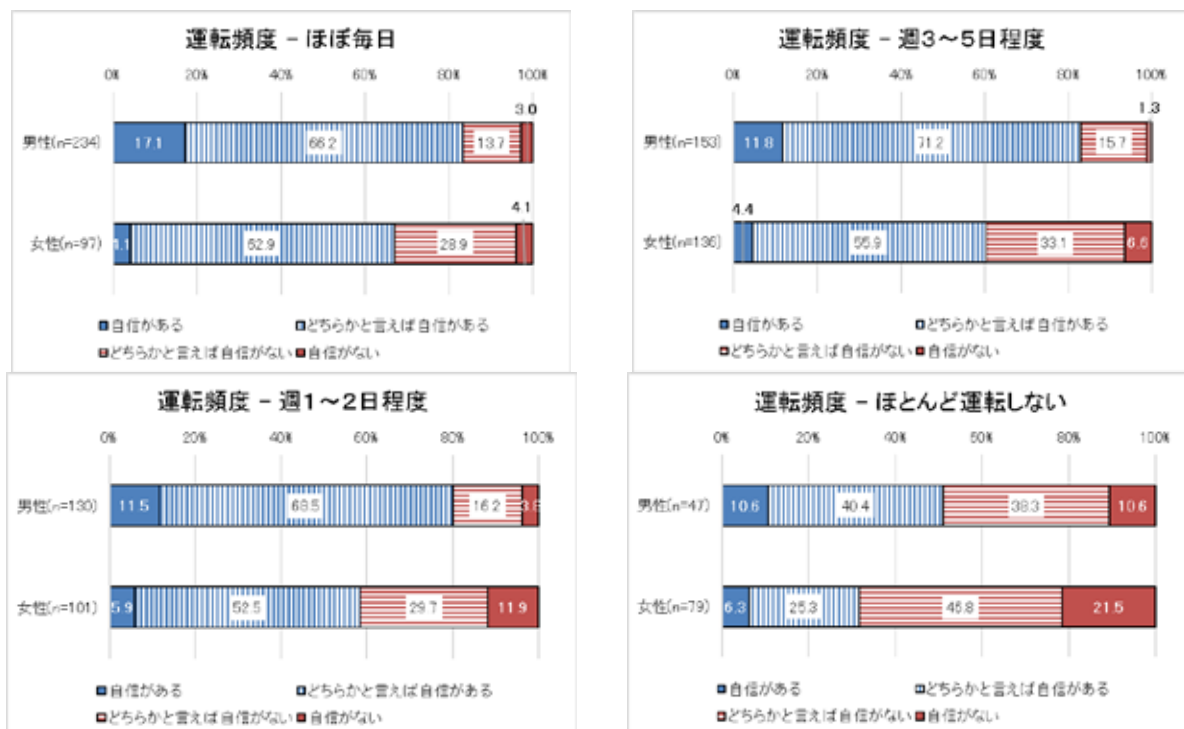 運転頻度 – ほぼ毎日
0% 20% 40% 60% 80% 100%
3.0
男性(n=234) 17.1 66.2 13.7
4.1
女性(n=97) 4.1 62.9 28.9
■自信がある ■どちらかと言えば自信がある
■どちらかと言えば自信がない ■自信がない
運転頻度 – 週3～5日程度
0% 20% 40% 60% 80% 100%
1.3
男性(n=153) 11.8 71.2 15.7
4.4
女性(n=136) 55.9 33.1 6.6
■自信がある ■どちらかと言えば自信がある
■どちらかと言えば自信がない ■自信がない
運転頻度 – 週1～2日程度
0% 20% 40% 60% 80% 100%
男性(n=130) 11.5 68.5 16.2 3.8
女性(n=101) 5.9 52.5 29.7 11.9
■自信がある ■どちらかと言えば自信がある
■どちらかと言えば自信がない ■自信がない
運転頻度 – ほとんど運転しない
0% 20% 40% 60% 80% 100%
男性(n=47) 10.6 40.4 38.3 10.6
女性(n=79) 6.3 25.3 46.8 21.5
■自信がある ■どちらかと言えば自信がある
■どちらかと言えば自信がない ■自信がない